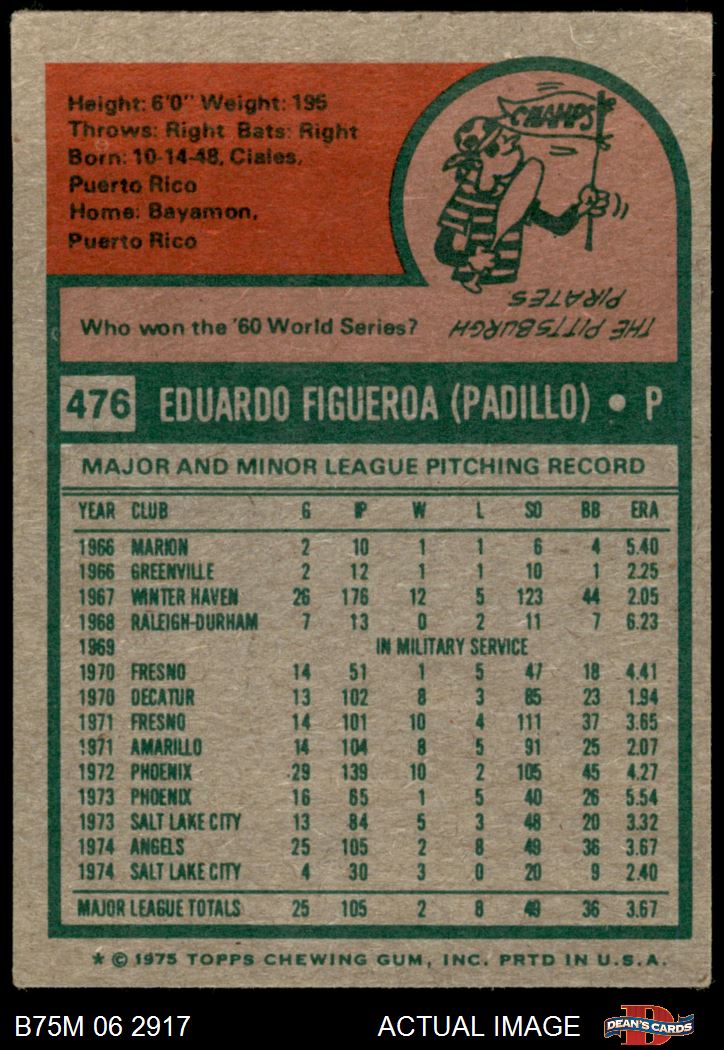 Height: 6'0" Weight: 195
Throws: Right Bats: Right
Born: 10-14-48, Ciales,
Puerto Rico
Home: Bayamon,
Puerto Rico
CHAMPS
Who won the '60 World Series?
THE PITTSBURGH
PIRATES
476 EDUARDO FIGUEROA (PADILLO) • P
MAJOR AND MINOR LEAGUE PITCHING RECORD
YEAR CLUB G IP W L SO BB ERA
1966 MARION 2 10 1 1 6 4 5.40
1966 GREENVILLE 2 12 1 1 10 1 2.25
1967 WINTER HAVEN 26 176 12 5 123 44 2.05
1968 RALEIGH-DURHAM 7 13 0 2 11 7 6.23
1969 IN MILITARY SERVICE
1970 FRESNO 14 51 1 5 47 18 4.41
1970 DECATUR 13 102 8 3 85 23 1.94
1971 FRESNO 14 101 10 4 111 37 3.65
1971 AMARILLO 14 104 8 5 91 25 2.07
1972 PHOENIX 29 139 10 2 105 45 4.27
1973 PHOENIX 16 65 1 5 40 26 5.54
1973 SALT LAKE CITY 13 84 5 3 48 20 3.32
1974 ANGELS 25 105 2 8 49 36 3.67
1974 SALT LAKE CITY 4 30 3 0 20 9 2.40
MAJOR LEAGUE TOTALS 25 105 2 8 49 36 3.67
* © 1975 TOPPS CHEWING GUM, INC. PRTD IN U.S.A.
B75M 06 2917 ACTUAL IMAGE DEAN'S CARDS